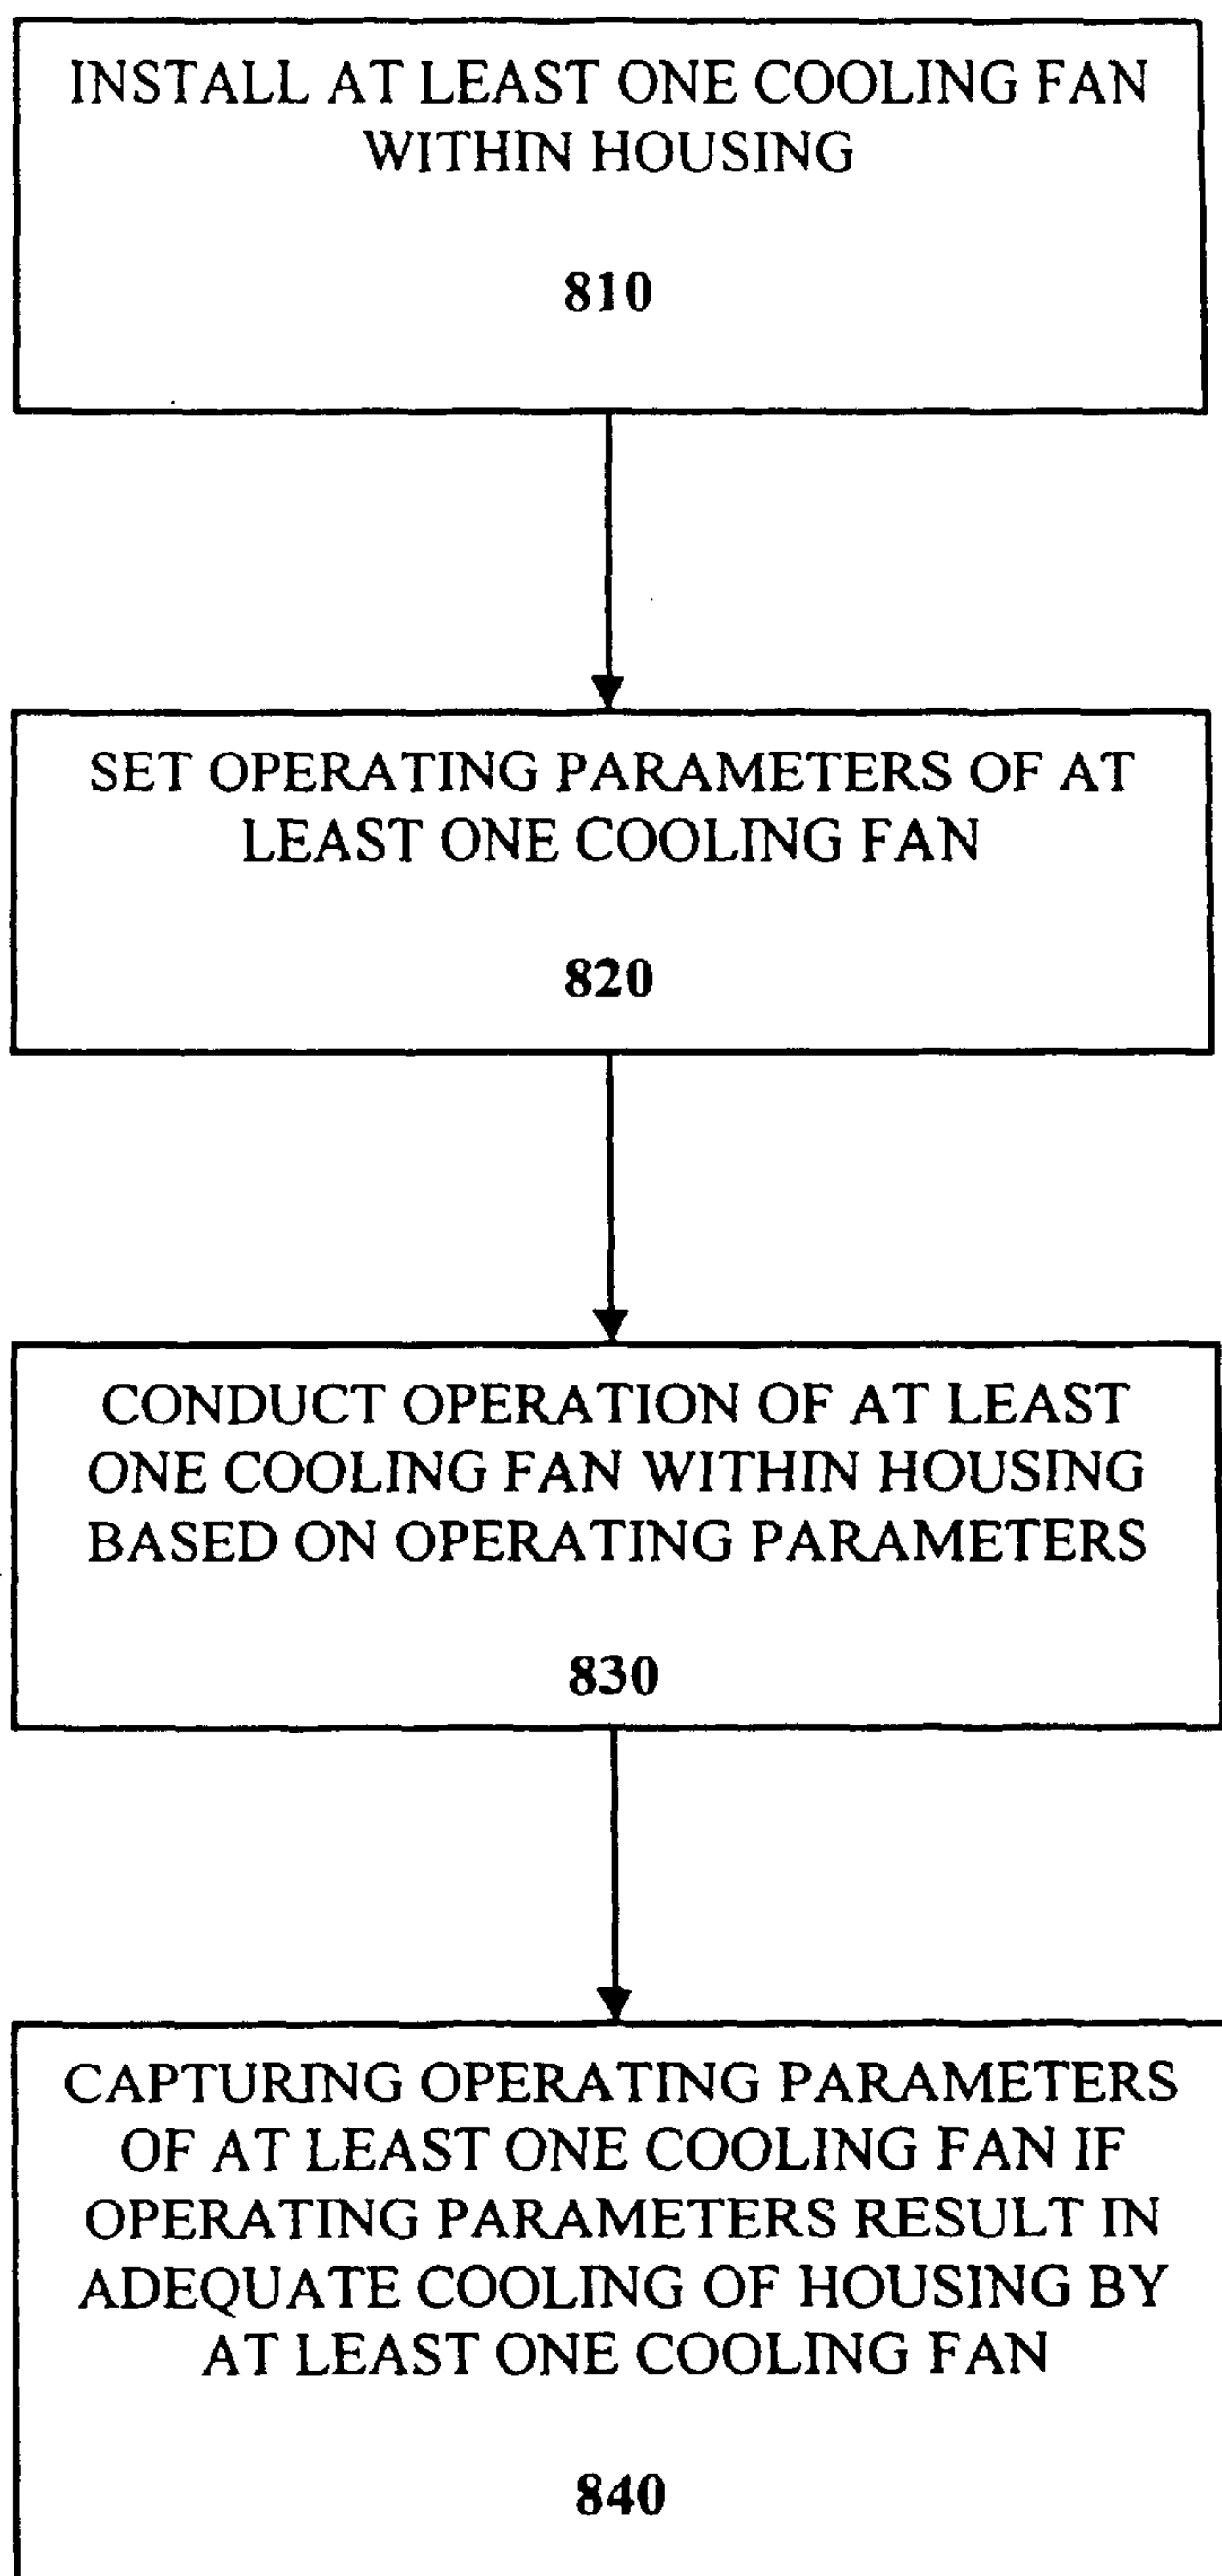 INSTALL AT LEAST ONE COOLING FAN
WITHIN HOUSING
810
SET OPERATING PARAMETERS OF AT
LEAST ONE COOLING FAN
820
CONDUCT OPERATION OF AT LEAST
ONE COOLING FAN WITHIN HOUSING
BASED ON OPERATING PARAMETERS
830
CAPTURING OPERATING PARAMETERS
OF AT LEAST ONE COOLING FAN IF
OPERATING PARAMETERS RESULT IN
ADEQUATE COOLING OF HOUSING BY
AT LEAST ONE COOLING FAN
840